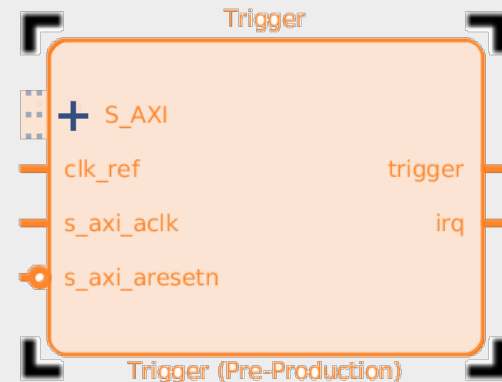 Trigger
S_AXI
clk_ref
trigger
s_axi_aclk
irq
s_axi_aresetn
Trigger (Pre-Production)